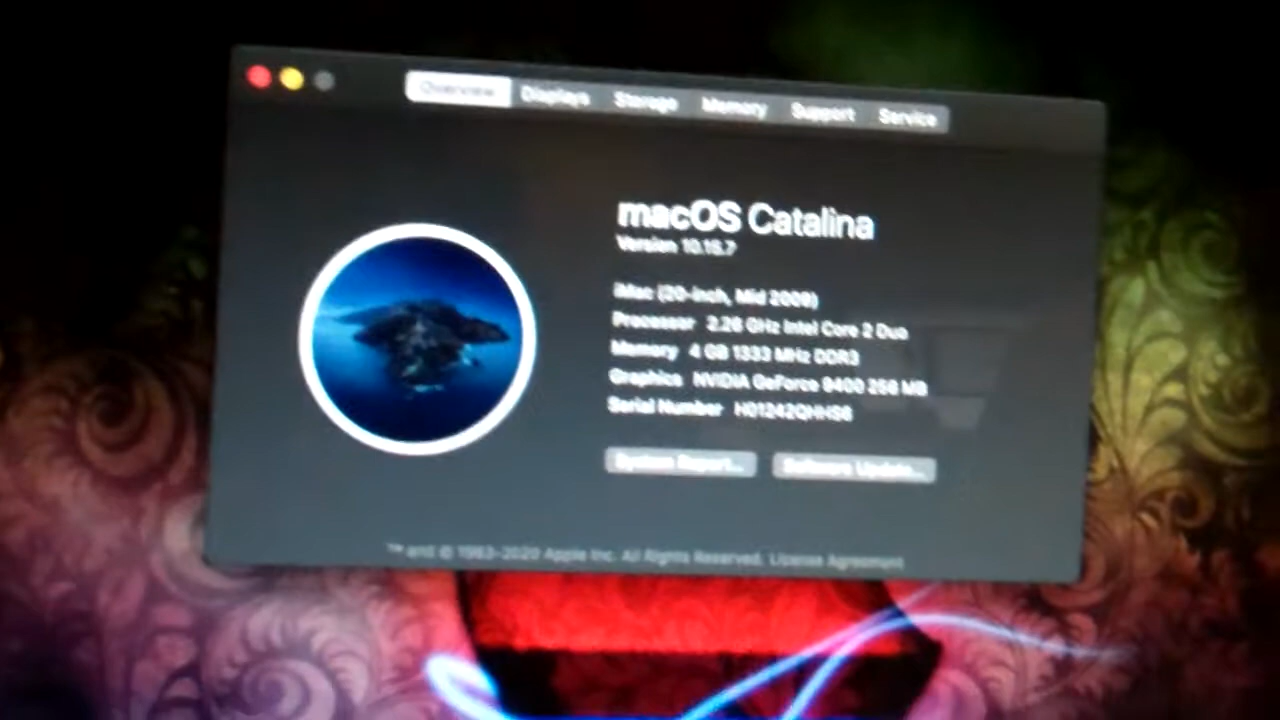 Overview Displays Storage Memory Support Service
macOS Catalina
Version 10.15.7
iMac (20-inch, Mid 2009)
Processor 2.26 GHz Intel Core 2 Duo
Memory 4 GB 1333 MHz DDR3
Graphics NVIDIA GeForce 9400 256 MB
Serial Number H01242QHHS6
System Report... Software Update...
™ and © 1983-2020 Apple Inc. All Rights Reserved. License Agreement